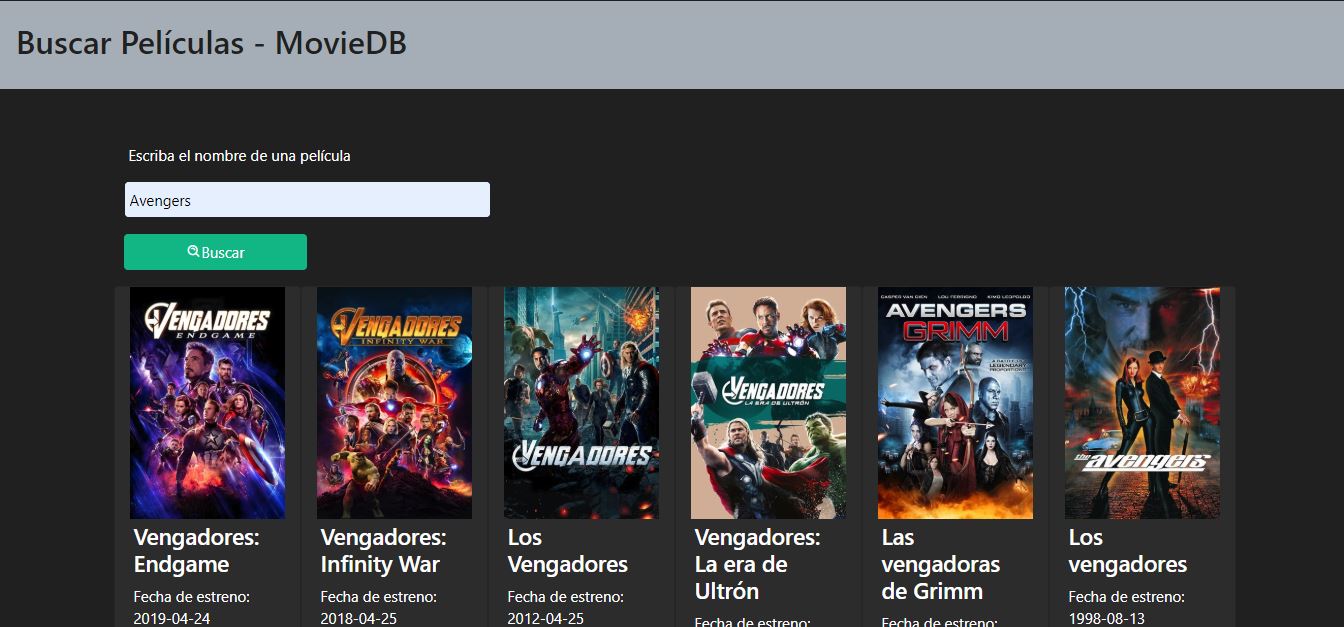 Buscar Películas - MovieDB
Escriba el nombre de una película
Avengers
Buscar
VENGADORES
ENDGAME
VENGADORES
INFINITY WAR
VENGADORES
VENGADORES
LA ERA DE ULTRÓN
CASPER VAN DIEN LOU FERRIGNO KIMO LEOPOLDO
AVENGERS
GRIMM
LEGENDARY
the avengers
Vengadores:
Endgame
Fecha de estreno:
2019-04-24
Vengadores:
Infinity War
Fecha de estreno:
2018-04-25
Los
Vengadores
Fecha de estreno:
2012-04-25
Vengadores:
La era de
Ultrón
Fecha de estreno:
Las
vengadoras
de Grimm
Fecha de estreno:
Los
vengadores
Fecha de estreno:
1998-08-13